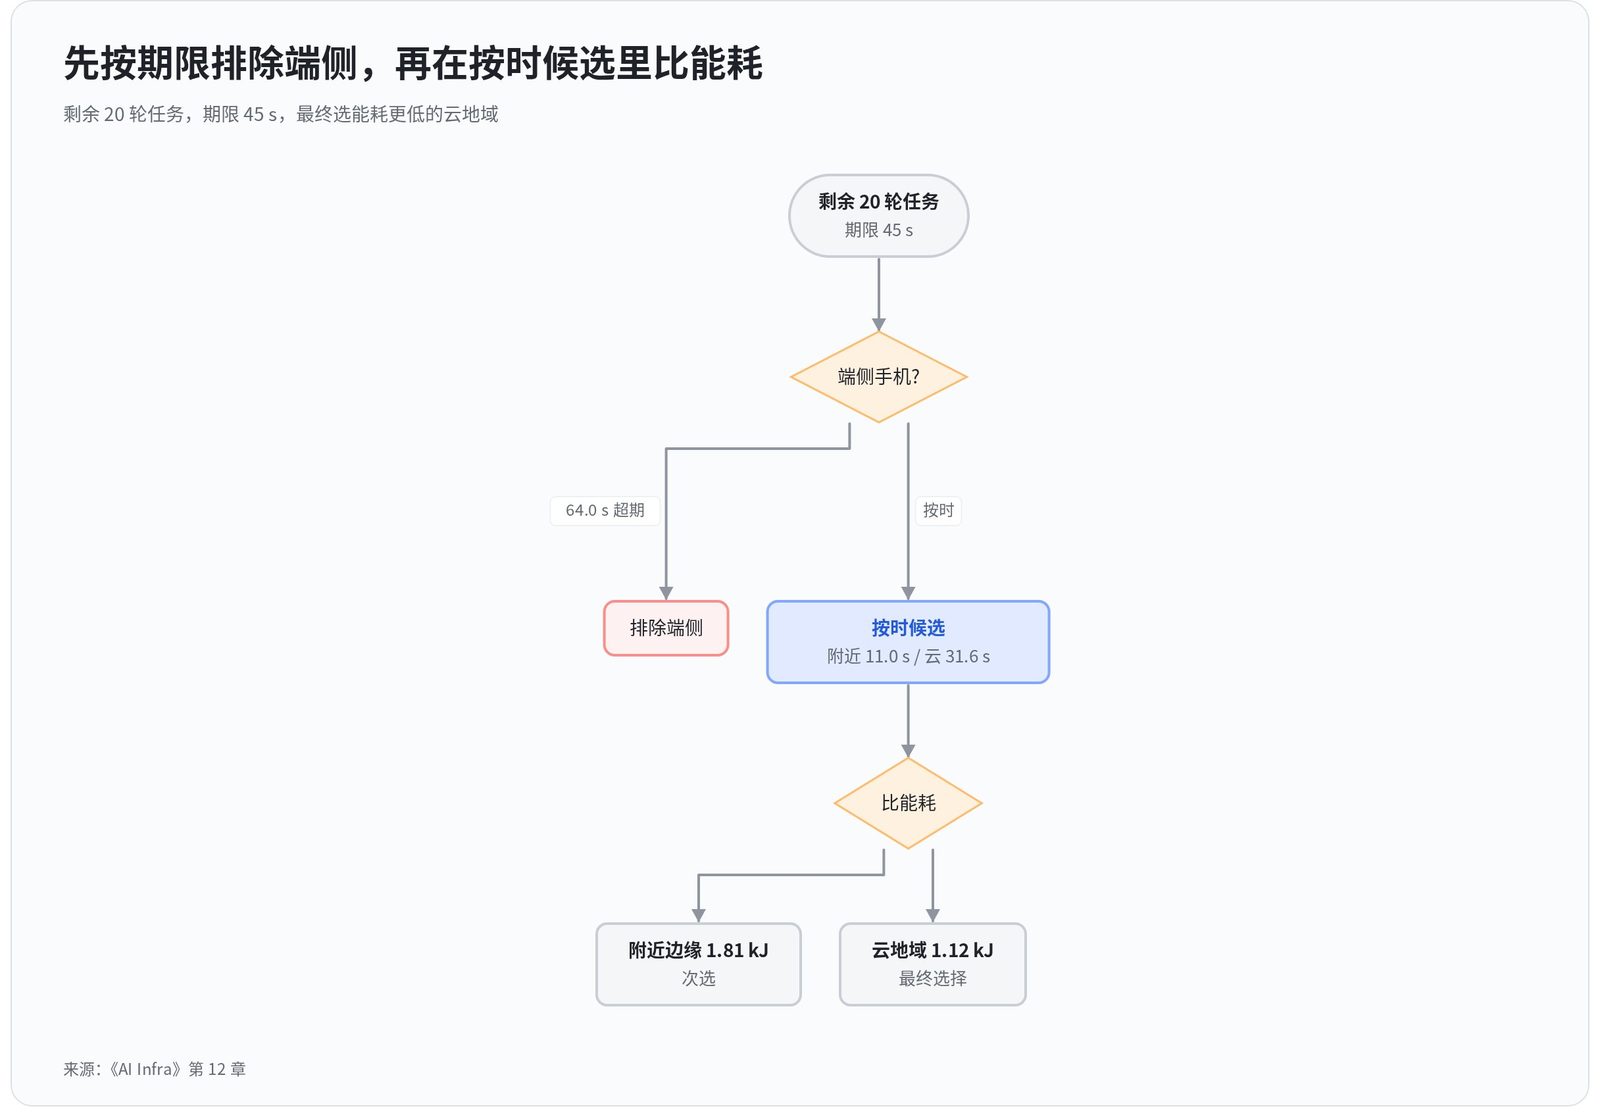 先按期限排除端侧，再在按时候选里比能耗
剩余 20 轮任务，期限 45 s，最终选能耗更低的云地域
剩余 20 轮任务
期限 45 s
端侧手机?
64.0 s 超期
按时
排除端侧
按时候选
附近 11.0 s / 云 31.6 s
比能耗
附近边缘 1.81 kJ
次选
云地域 1.12 kJ
最终选择
来源：《AI Infra》第 12 章